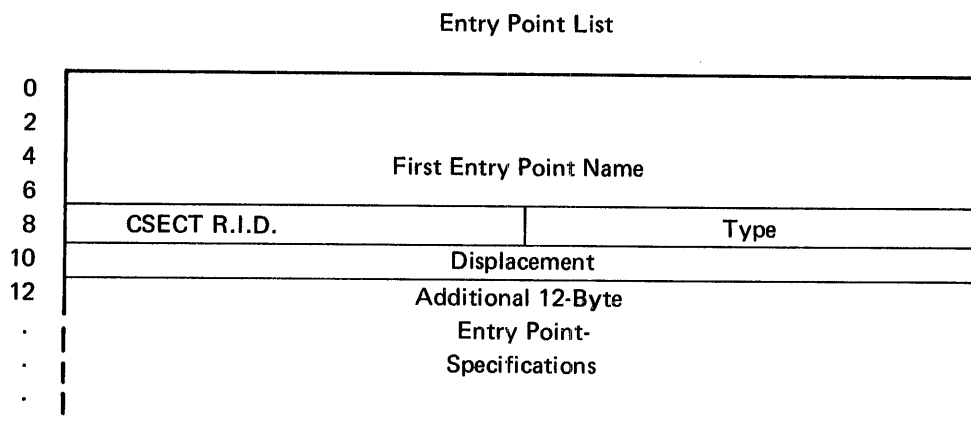 Entry Point List
0
2
4
First Entry Point Name
6
8 CSECT R.I.D. Type
10 Displacement
12 Additional 12-Byte
. Entry Point-
. Specifications
.